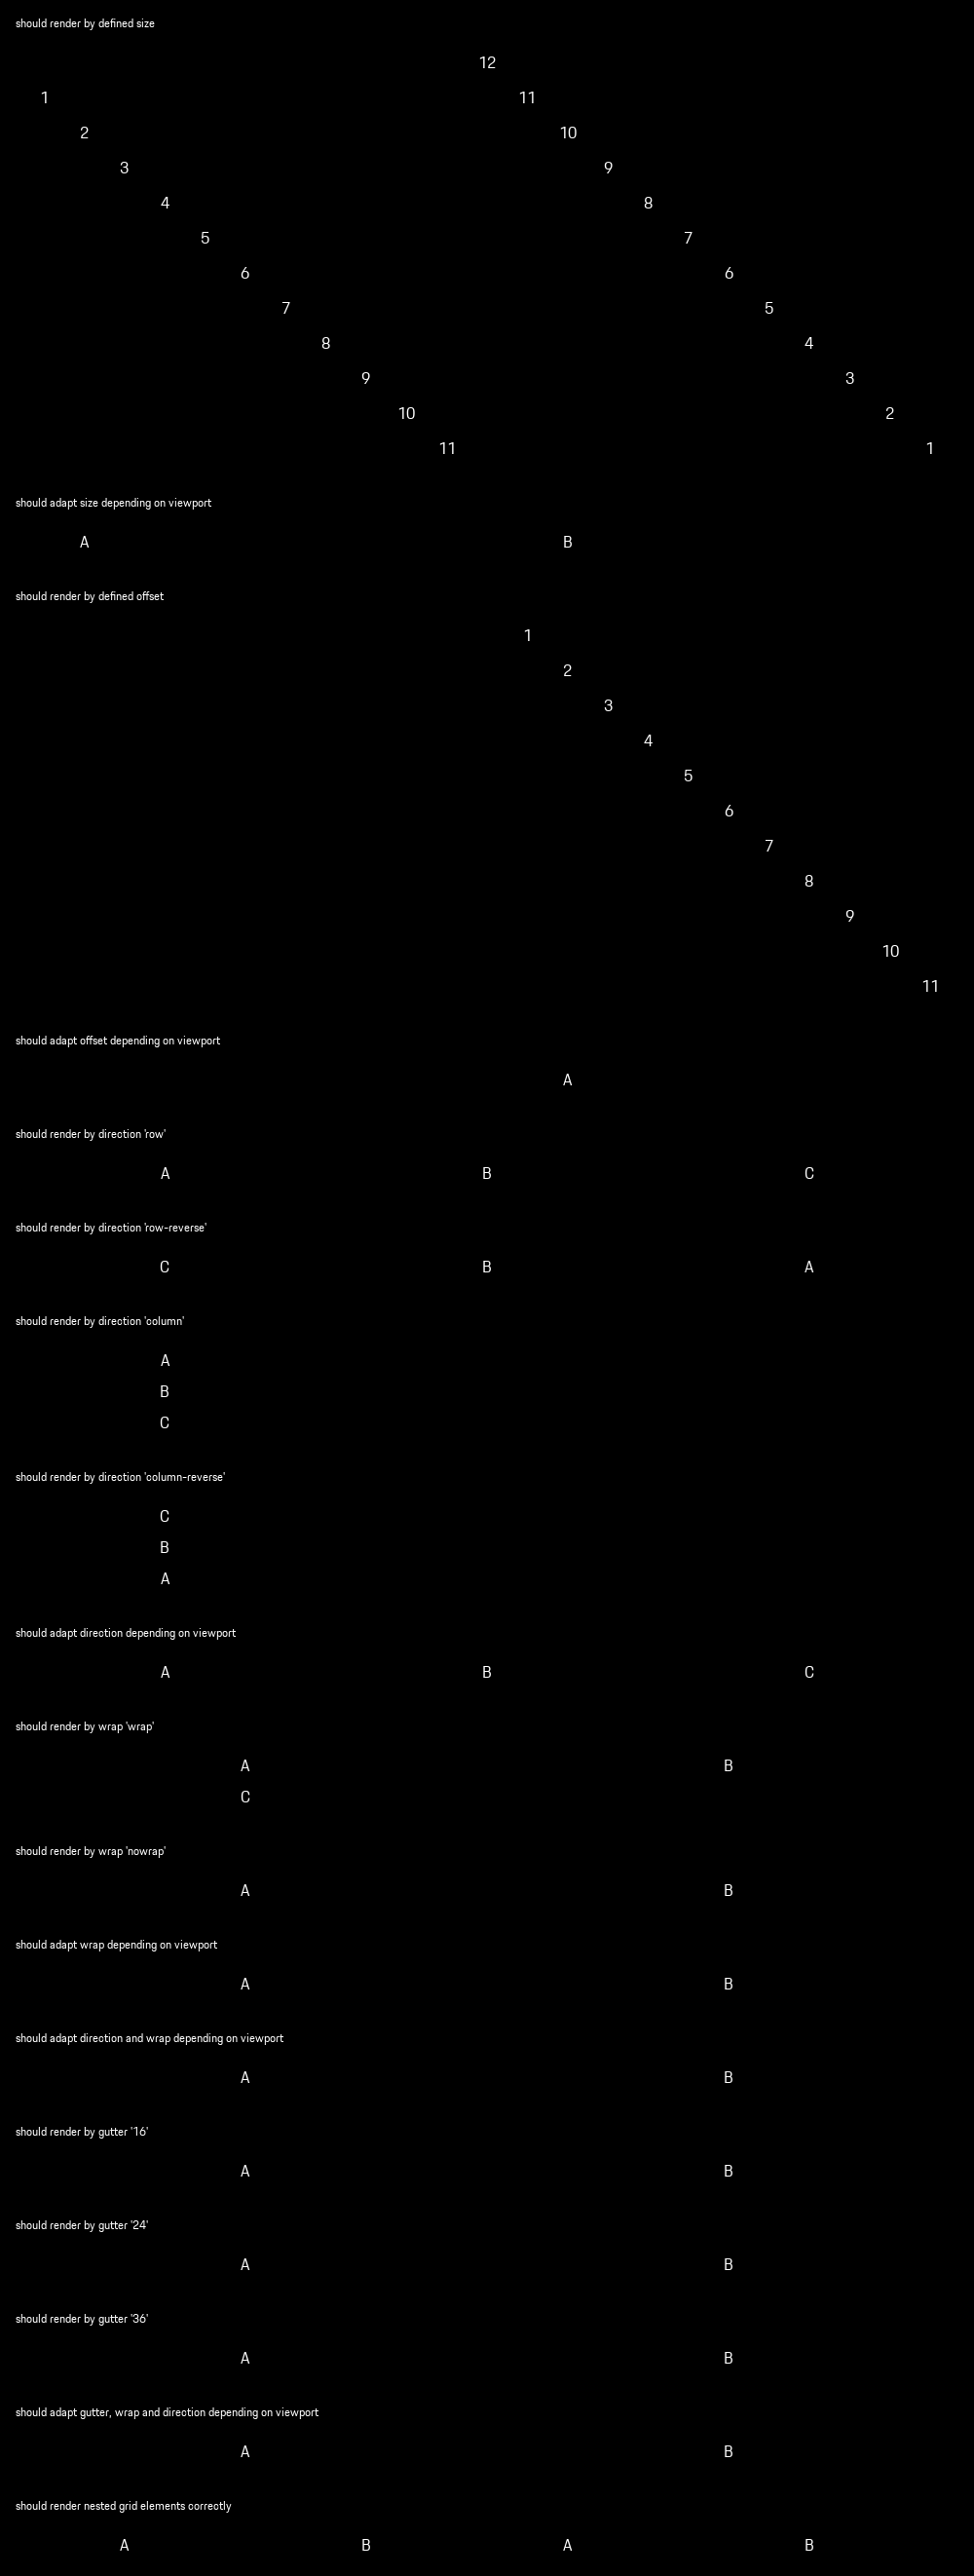 should render by defined size
12
1 11
2 10
3 9
4 8
5 7
6 6
7 5
8 4
9 3
10 2
11 1
should adapt size depending on viewport
A B
should render by defined offset
1
2
3
4
5
6
7
8
9
10
11
should adapt offset depending on viewport
A
should render by direction 'row'
A B C
should render by direction 'row-reverse'
C B A
should render by direction 'column'
A
B
C
should render by direction 'column-reverse'
C
B
A
should adapt direction depending on viewport
A B C
should render by wrap 'wrap'
A B
C
should render by wrap 'nowrap'
A B
should adapt wrap depending on viewport
A B
should adapt direction and wrap depending on viewport
A B
should render by gutter '16'
A B
should render by gutter '24'
A B
should render by gutter '36'
A B
should adapt gutter, wrap and direction depending on viewport
A B
should render nested grid elements correctly
A B A B